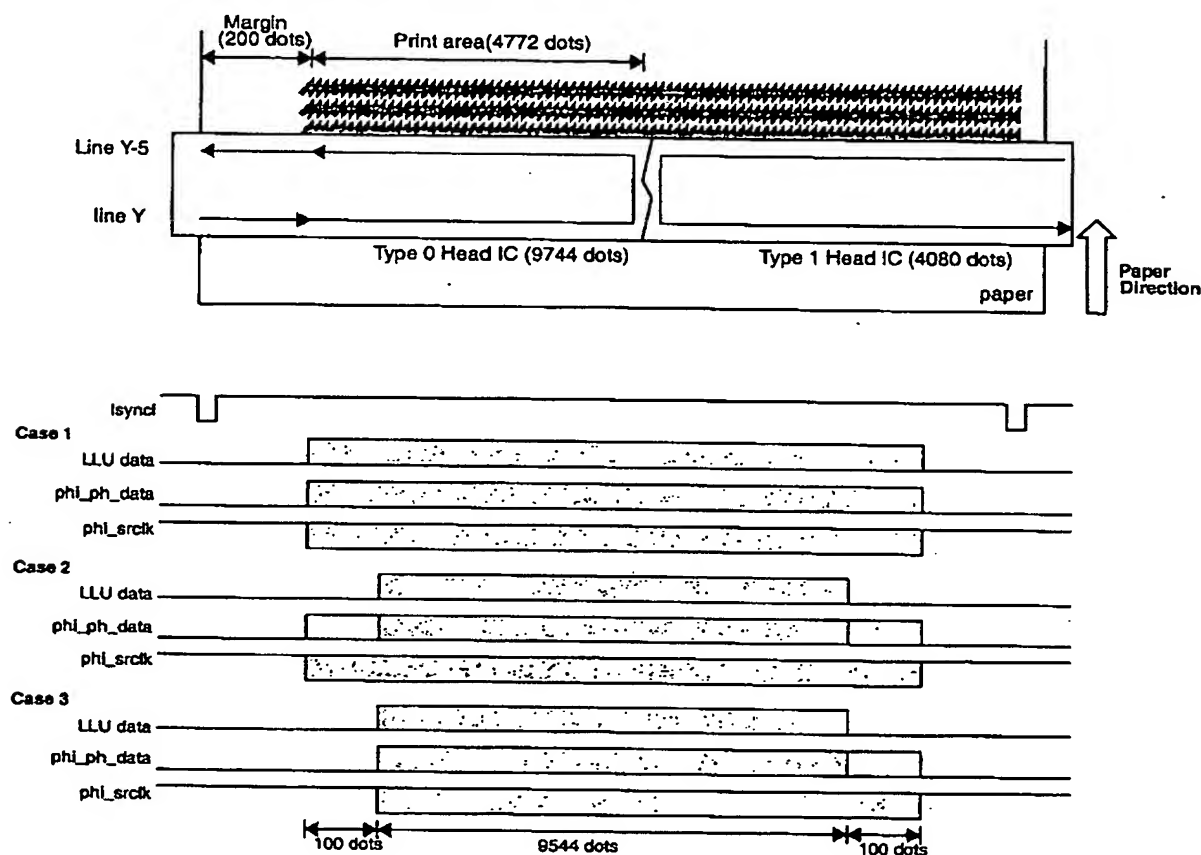 Margin
(200 dots)
Print area(4772 dots)
Line Y-5
line Y
Type 0 Head IC (9744 dots)
Type 1 Head IC (4080 dots)
paper
Paper
Direction
lsyncl
Case 1
LLU data
phi_ph_data
phi_srclk
Case 2
LLU data
phi_ph_data
phi_srclk
Case 3
LLU data
phi_ph_data
phi_srclk
100 dots
9544 dots
100 dots